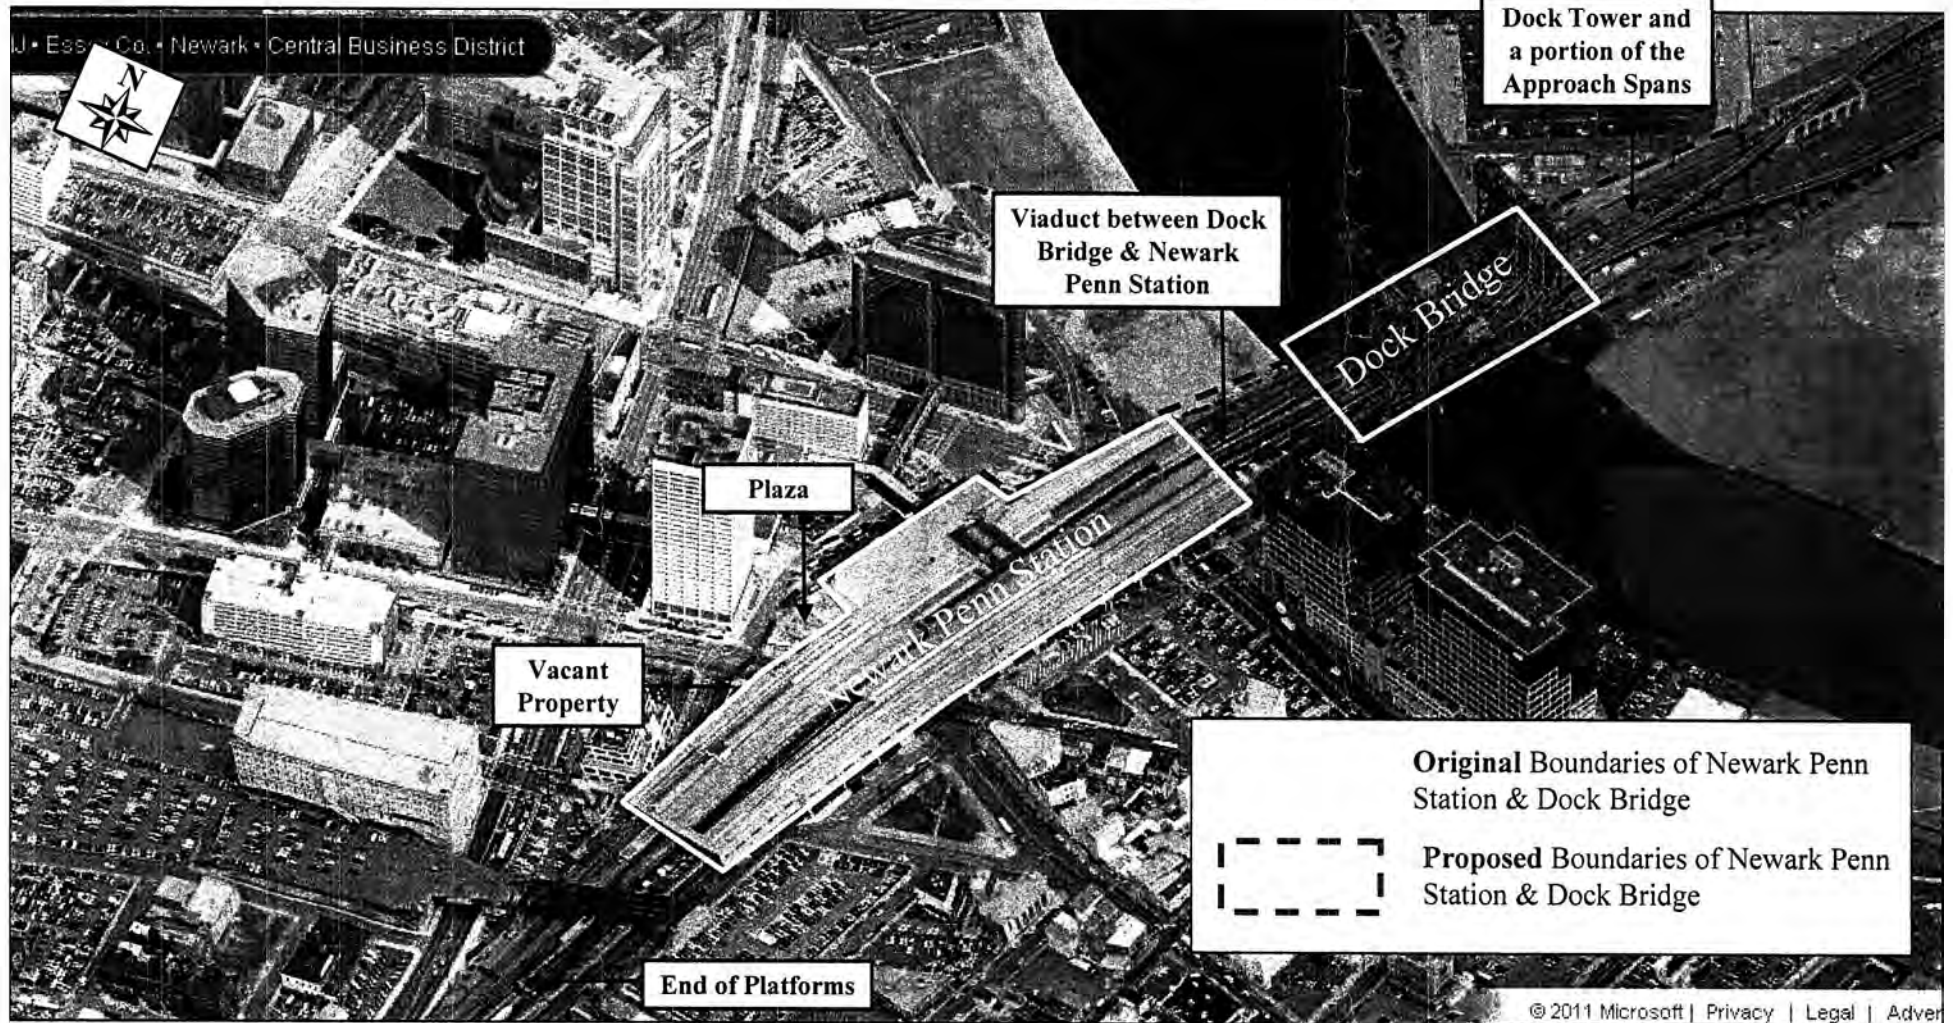 Dock Tower and
a portion of the
Approach Spans
J • Essex Co. • Newark • Central Business District
N
Viaduct between Dock
Bridge & Newark
Penn Station
Dock Bridge
Plaza
Newark Penn Station
Vacant
Property
Original Boundaries of Newark Penn
Station & Dock Bridge
Proposed Boundaries of Newark Penn
Station & Dock Bridge
End of Platforms
© 2011 Microsoft | Privacy | Legal | Adver